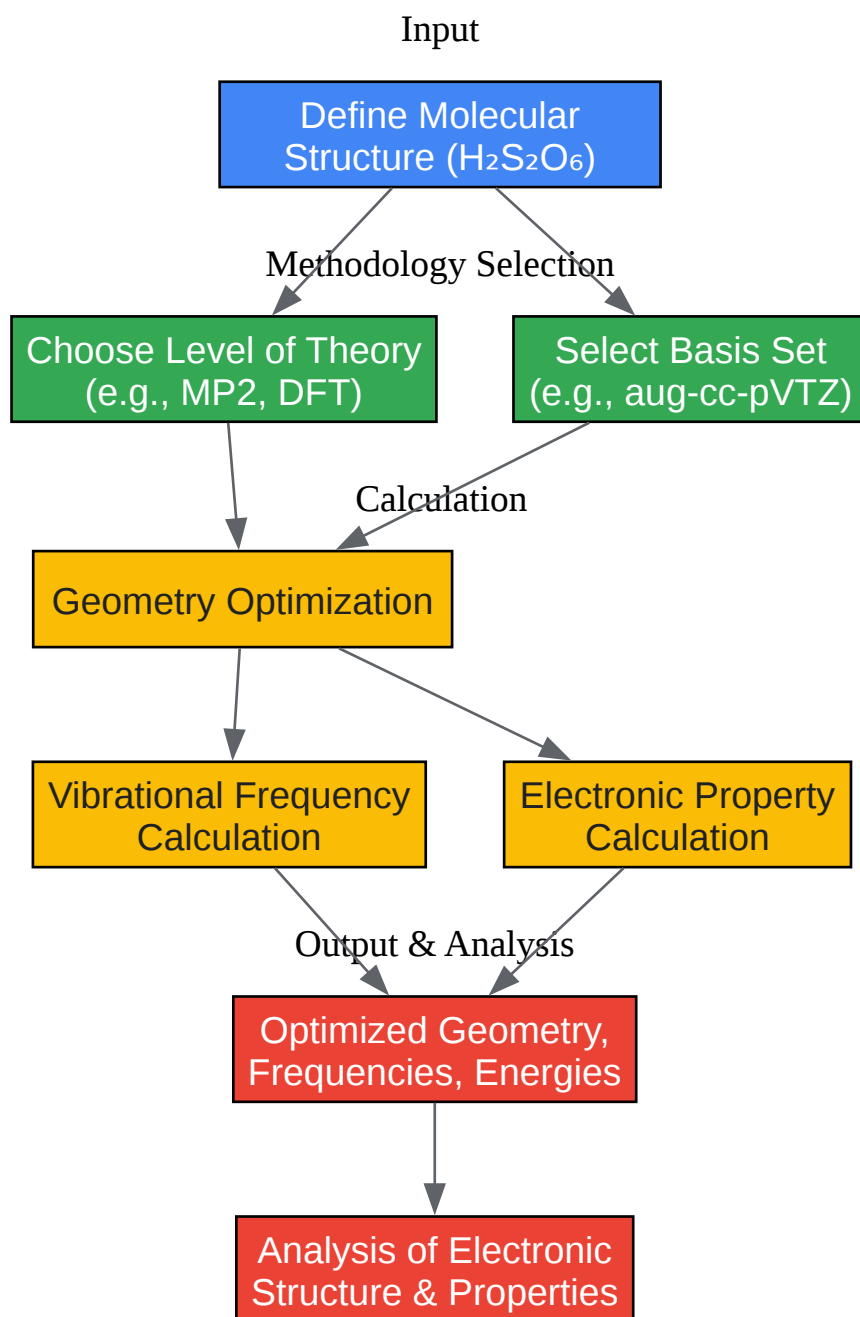 Input
Define Molecular
Structure (H₂S₂O₆)
Methodology Selection
Choose Level of Theory
(e.g., MP2, DFT)
Select Basis Set
(e.g., aug-cc-pVTZ)
Calculation
Geometry Optimization
Vibrational Frequency
Calculation
Electronic Property
Calculation
Output & Analysis
Optimized Geometry,
Frequencies, Energies
Analysis of Electronic
Structure & Properties